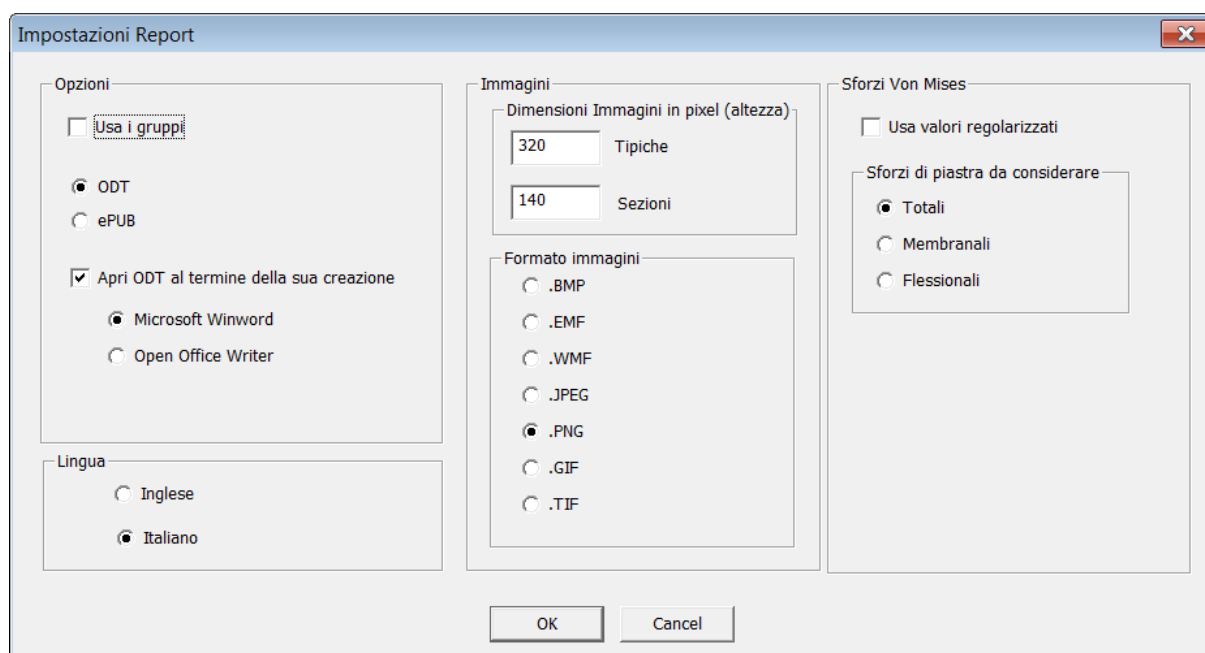 Impostazioni Report
Opzioni
Usa i gruppi
ODT
ePUB
Apri ODT al termine della sua creazione
Microsoft Winword
Open Office Writer
Lingua
Inglese
Italiano
Immagini
Dimensioni Immagini in pixel (altezza)
320 Tipiche
140 Sezioni
Formato immagini
.BMP
.EMF
.WMF
.JPEG
.PNG
.GIF
.TIF
Sforzi Von Mises
Usa valori regolarizzati
Sforzi di piastra da considerare
Totali
Membranali
Flessionali
OK Cancel